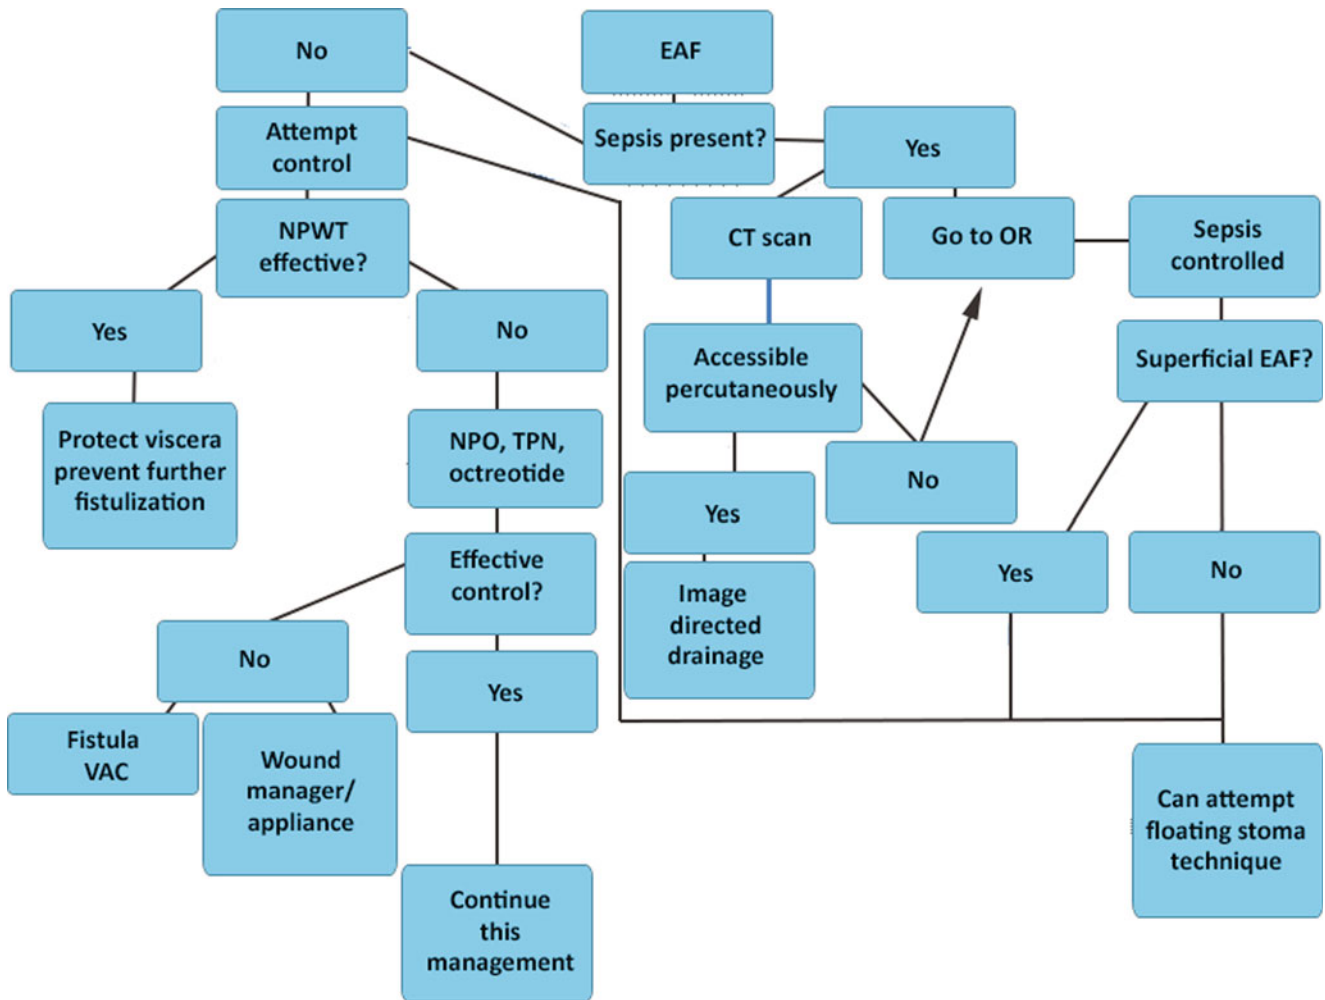 No
EAF
Attempt
control
Sepsis present?
Yes
NPWT
effective?
CT scan
Go to OR
Sepsis
controlled
Yes
No
Accessible
percutaneously
Superficial EAF?
Protect viscera
prevent further
fistulization
NPO, TPN,
octreotide
Yes
No
Effective
control?
Image
directed
drainage
Yes
No
No
Yes
Fistula
VAC
Wound
manager/
appliance
Can attempt
floating stoma
technique
Continue
this
management